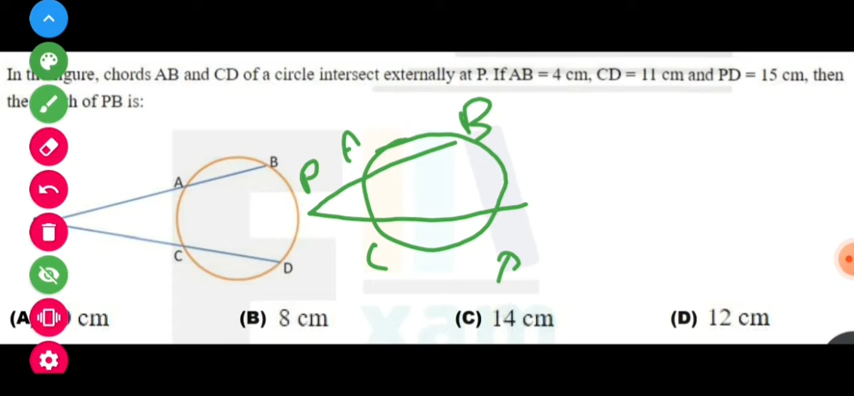 In gure, chords AB and CD of a circle intersect externally at P. If AB = 4 cm, CD = 11 cm and PD = 15 cm, then
the h of PB is:
B
A
B
A
P
C
D
C
(A) cm (B) 8 cm (C) 14 cm (D) 12 cm